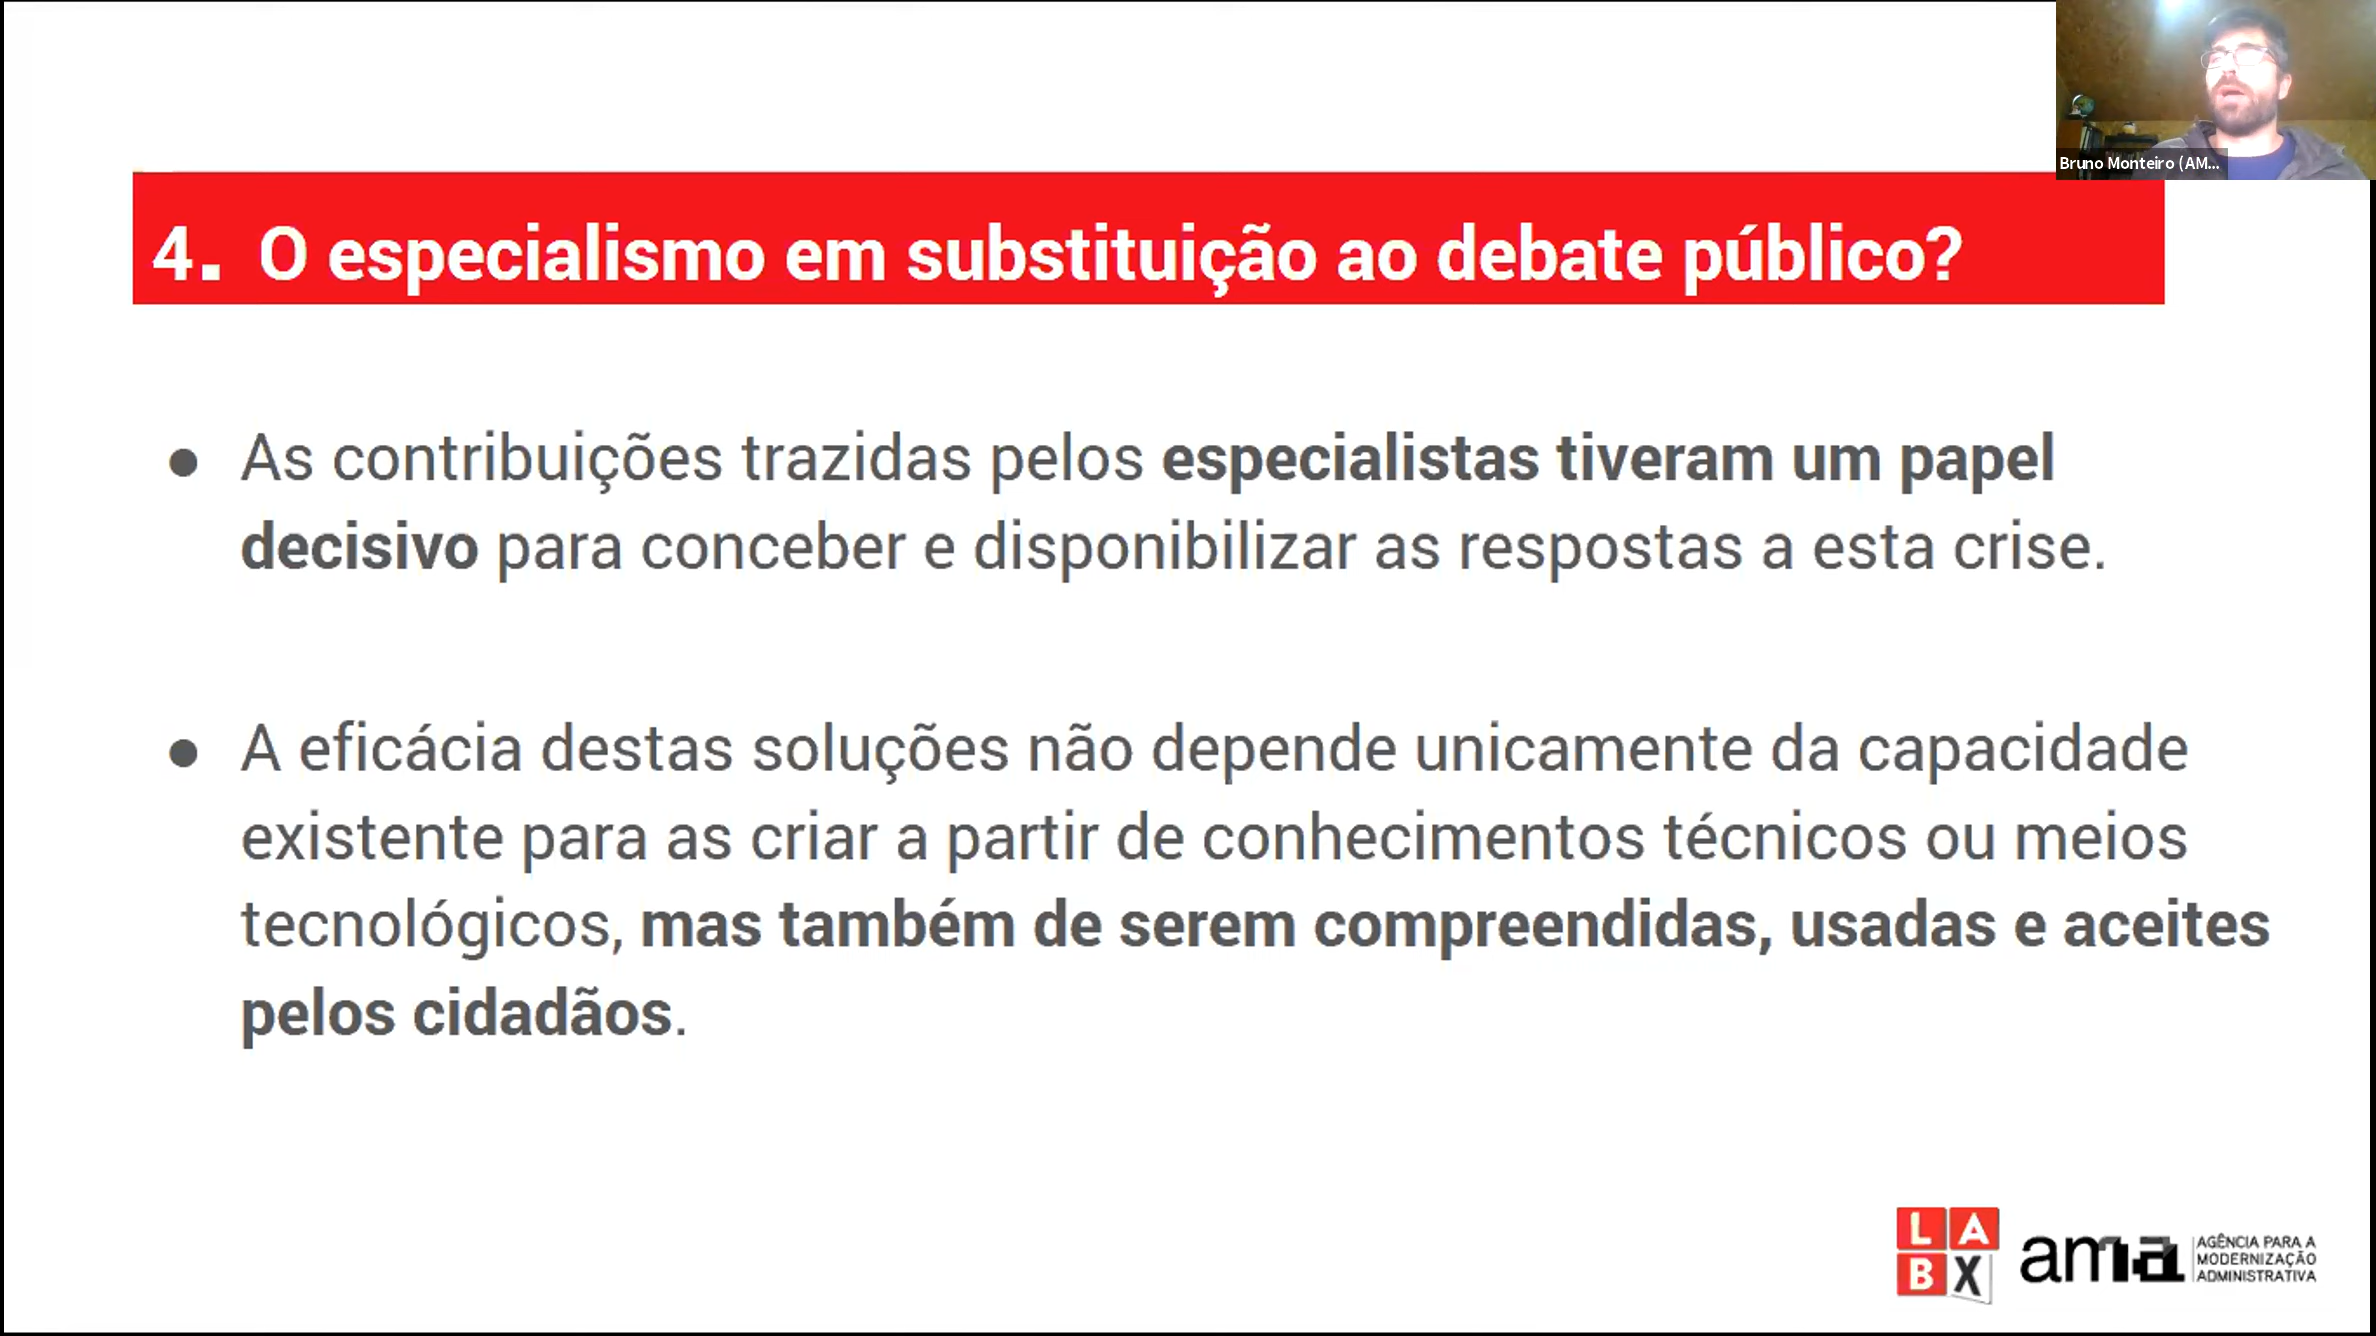 Bruno Monteiro (AM...
4. O especialismo em substituição ao debate público?
● As contribuições trazidas pelos especialistas tiveram um papel
decisivo para conceber e disponibilizar as respostas a esta crise.
● A eficácia destas soluções não depende unicamente da capacidade
existente para as criar a partir de conhecimentos técnicos ou meios
tecnológicos, mas também de serem compreendidas, usadas e aceites
pelos cidadãos.
LA
BX
ama
AGÊNCIA PARA A
MODERNIZAÇÃO
ADMINISTRATIVA